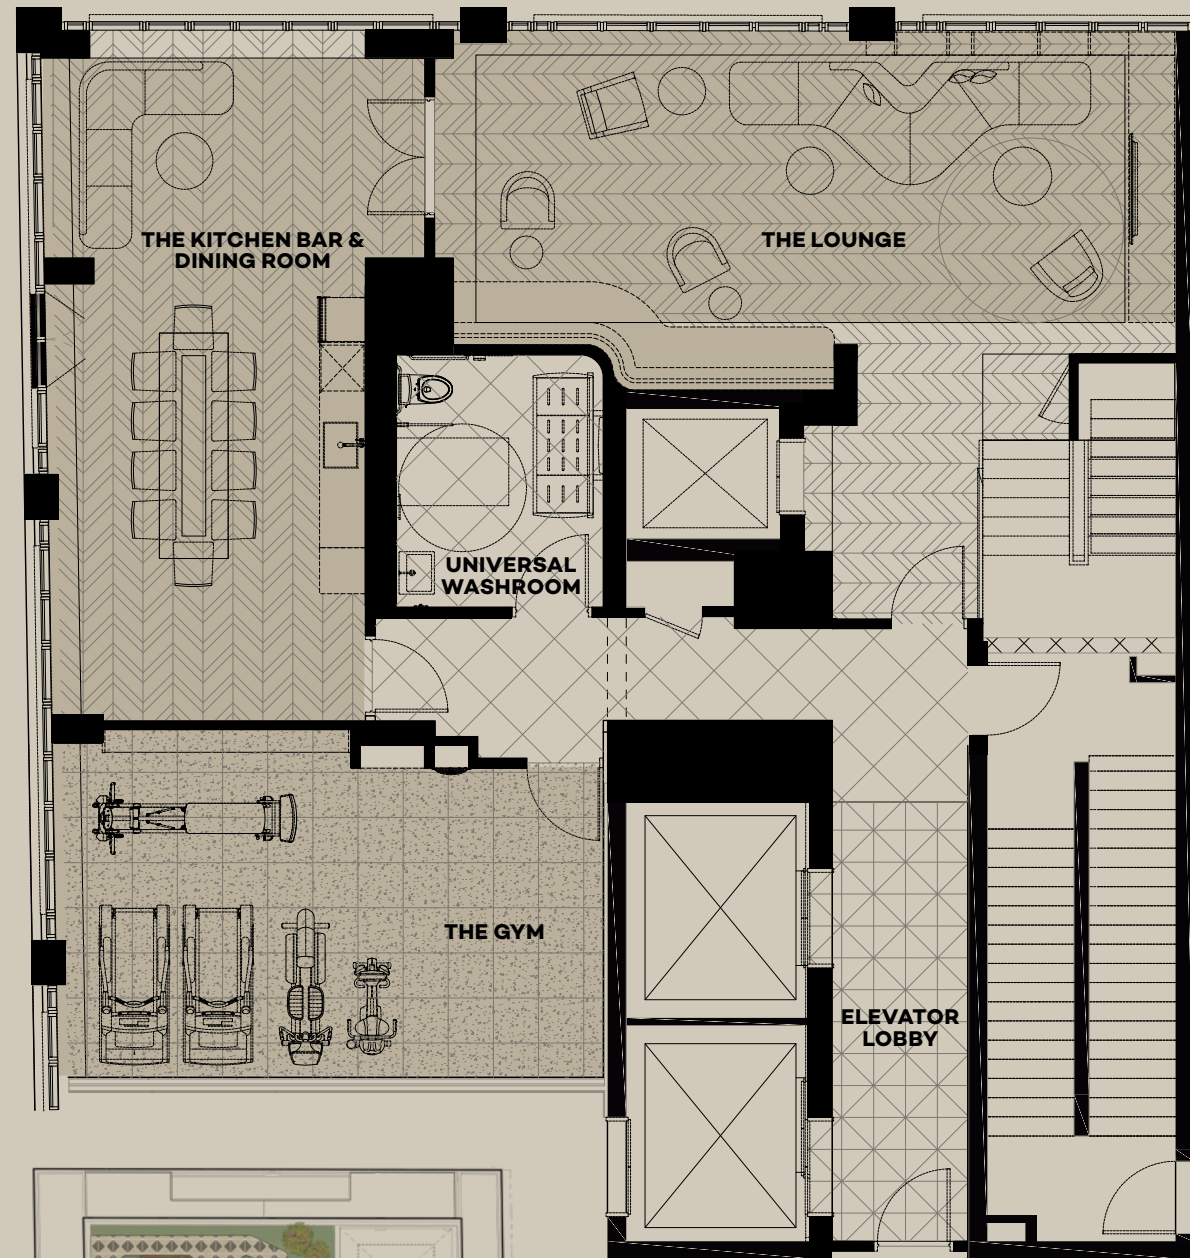 THE KITCHEN BAR &
DINING ROOM
THE LOUNGE
UNIVERSAL
WASHROOM
THE GYM
ELEVATOR
LOBBY